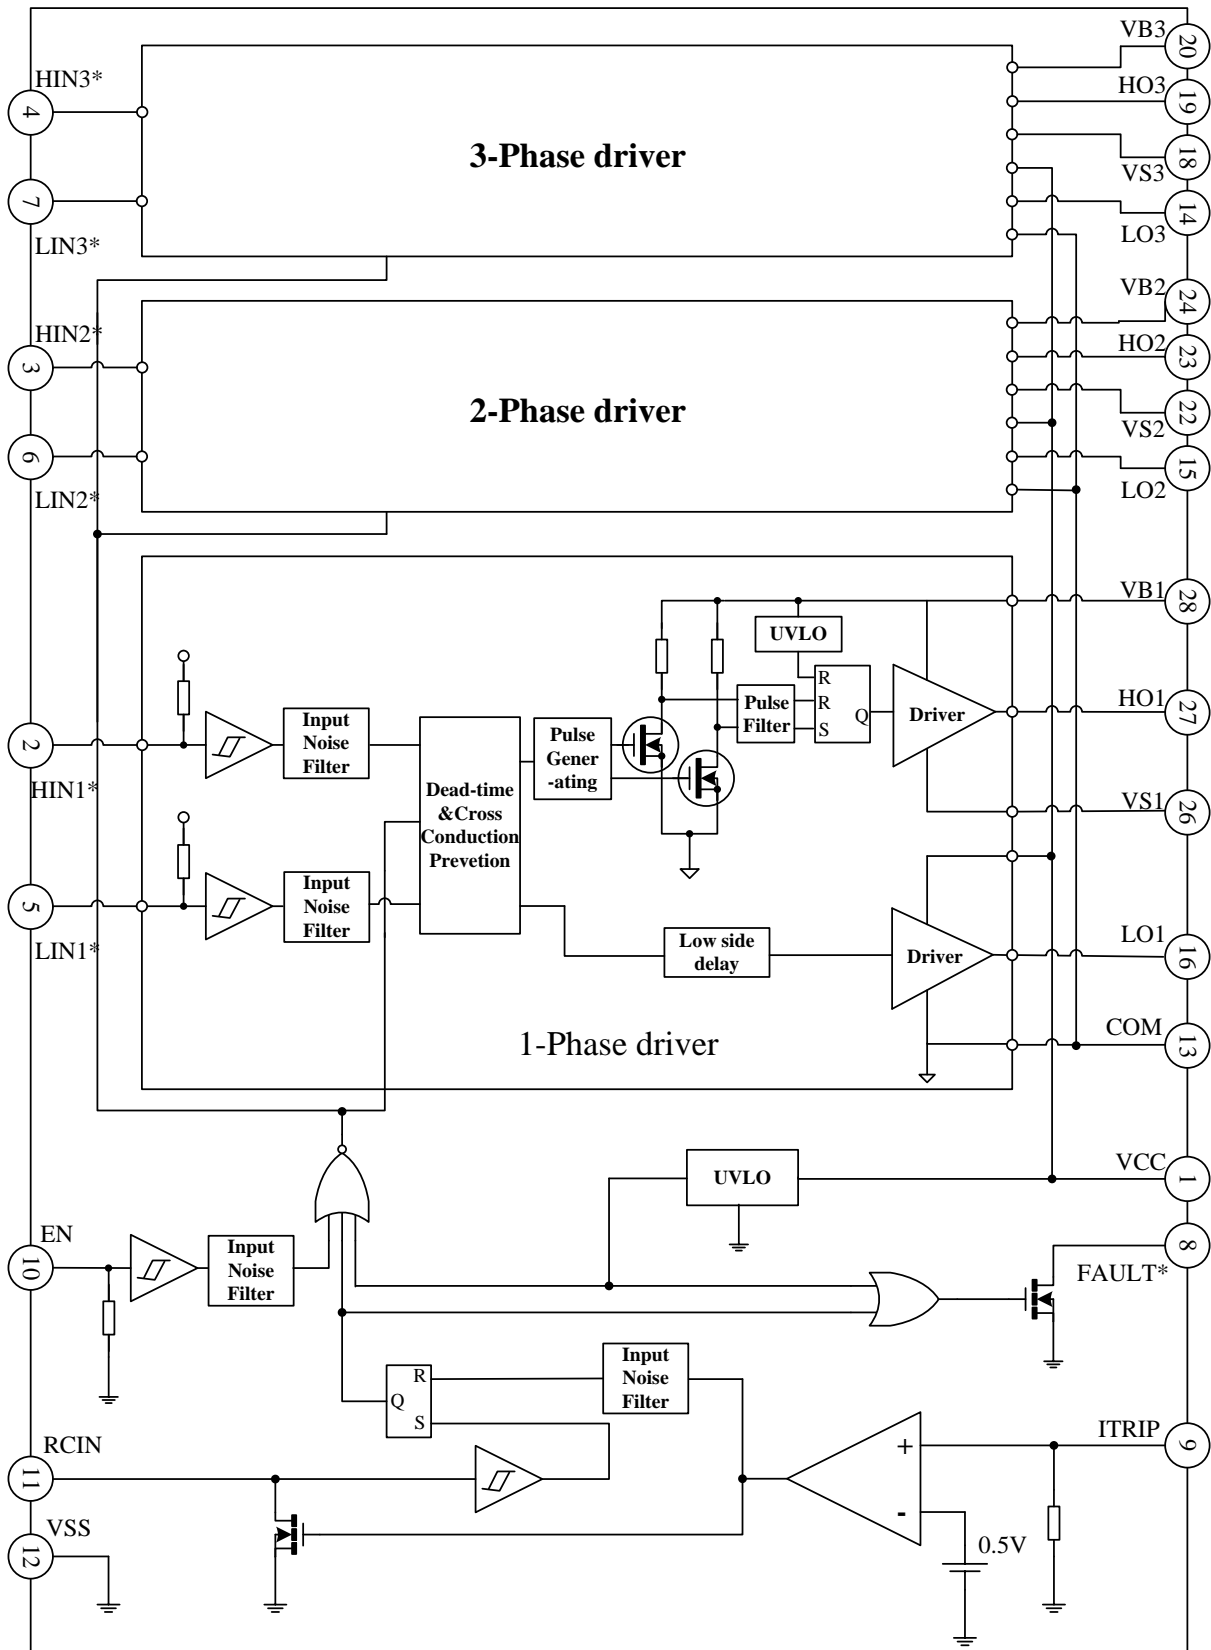 VB3
20
HIN3*
HO3
4
19
3-Phase driver
18
VS3
7
14
LIN3*
LO3
VB2
24
HIN2*
HO2
3
23
2-Phase driver
22
VS2
6
15
LIN2*
LO2
VB1
28
UVLO
R
Input
Noise
Filter
Pulse
Filter
R
S
Q
Driver
HO1
27
2
HIN1*
Pulse
Gener
-ating
Dead-time
&Cross
Conduction
Prevetion
VS1
26
Input
Noise
Filter
5
LIN1*
Low side
delay
Driver
LO1
16
1-Phase driver
COM
13
UVLO
VCC
1
EN
10
Input
Noise
Filter
8
FAULT*
Input
Noise
Filter
R
Q
S
RCIN
11
+
-
ITRIP
9
VSS
12
0.5V